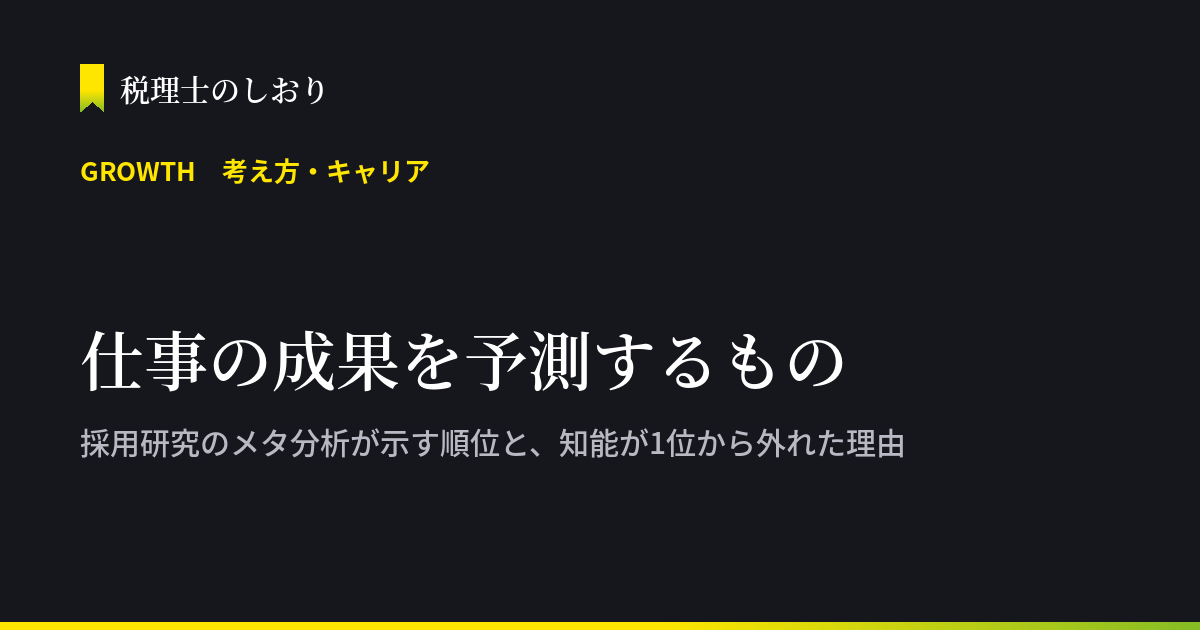 税理士のしおり
GROWTH 考え方・キャリア
仕事の成果を予測するもの
採用研究のメタ分析が示す順位と、知能が1位から外れた理由